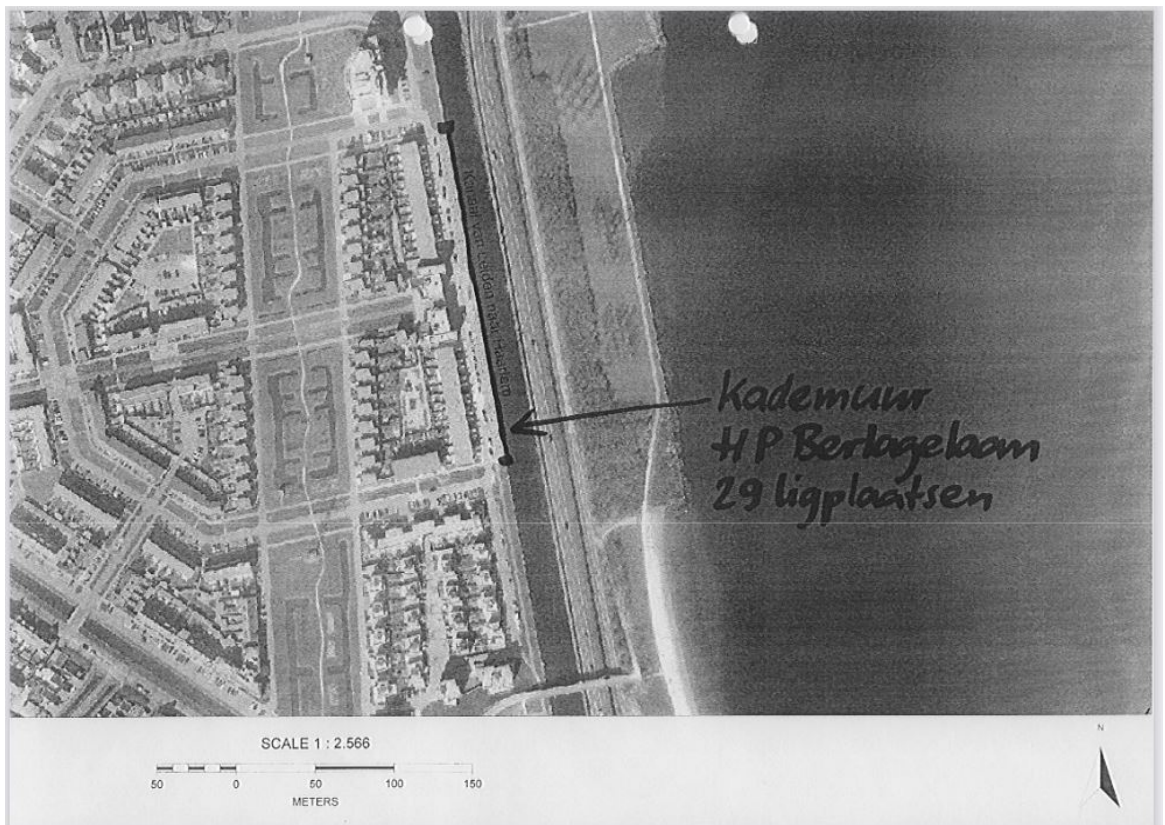 Kanaal van Leiden naar Haarlem
Kademuur
H P Berlagelaan
29 ligplaatsen
SCALE 1 : 2.566
50 0 50 100 150
METERS
N